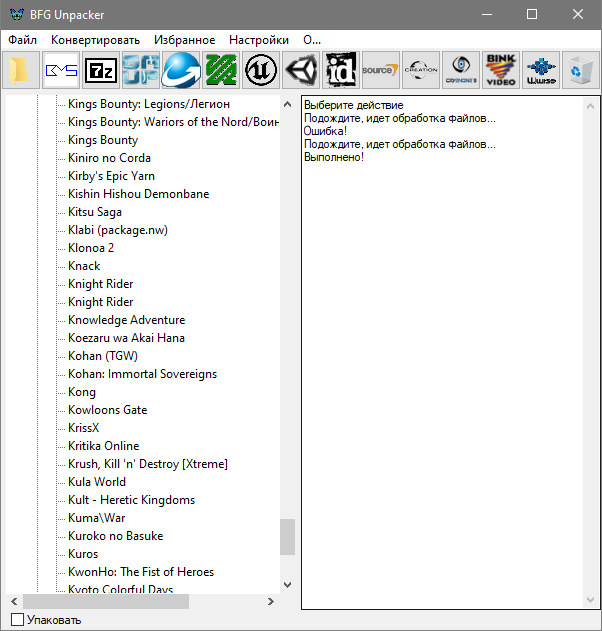 BFG Unpacker
Файл Конвертировать Избранное Настройки О...
BMS 7z source CREATION CRYENGINE 3 BINK VIDEO Wwise
Kings Bounty: Legions/Легион
Kings Bounty: Wariors of the Nord/Воин
Kings Bounty
Kiniro no Corda
Kirby's Epic Yarn
Kishin Hishou Demonbane
Kitsu Saga
Klabi (package.nw)
Klonoa 2
Knack
Knight Rider
Knight Rider
Knowledge Adventure
Koezaru wa Akai Hana
Kohan (TGW)
Kohan: Immortal Sovereigns
Kong
Kowloons Gate
KrissX
Kritika Online
Krush, Kill 'n' Destroy [Xtreme]
Kula World
Kult - Heretic Kingdoms
Kuma\War
Kuroko no Basuke
Kuros
KwonHo: The Fist of Heroes
Kyoto Colorful Days
Выберите действие
Подождите, идет обработка файлов...
Ошибка!
Подождите, идет обработка файлов...
Выполнено!
Упаковать